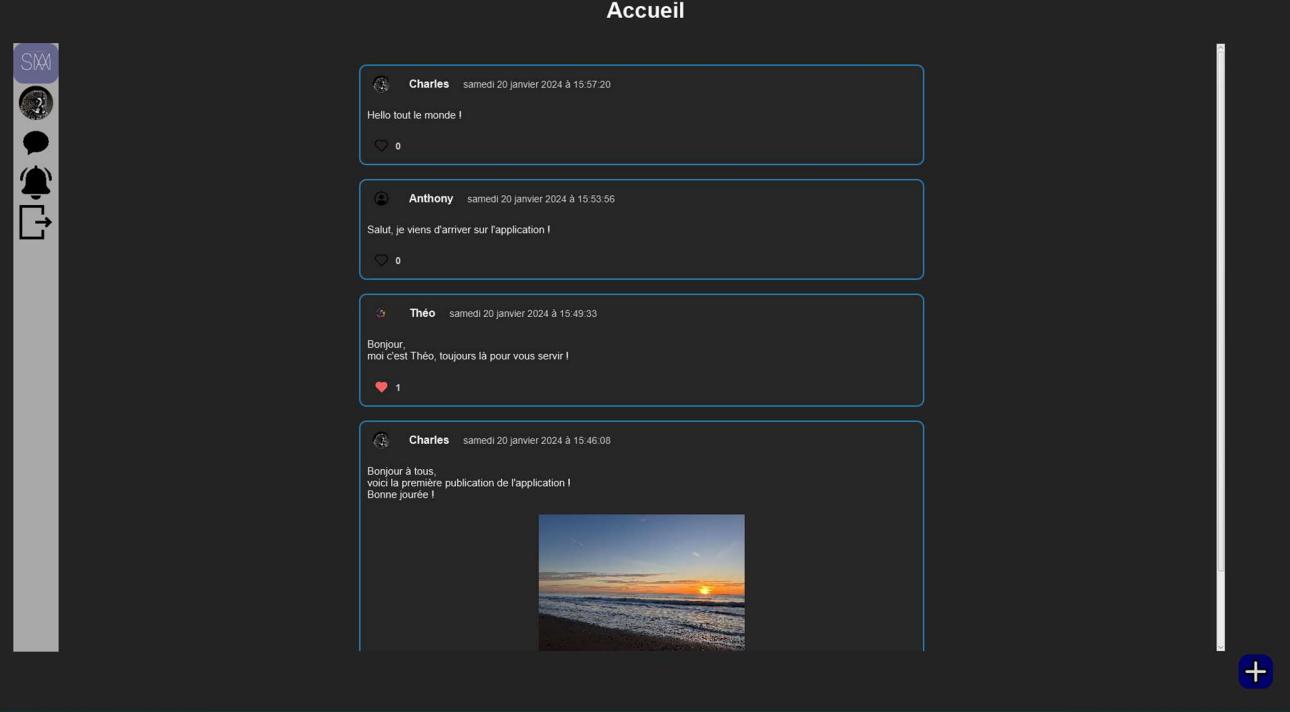 Accueil
SMM
Charles samedi 20 janvier 2024 à 15:57:20
Hello tout le monde !
0
Anthony samedi 20 janvier 2024 à 15:53:56
Salut, je viens d'arriver sur l'application !
0
Théo samedi 20 janvier 2024 à 15:49:33
Bonjour,
moi c'est Théo, toujours là pour vous servir !
1
Charles samedi 20 janvier 2024 à 15:46:08
Bonjour à tous,
voici la première publication de l'application !
Bonne jourée !